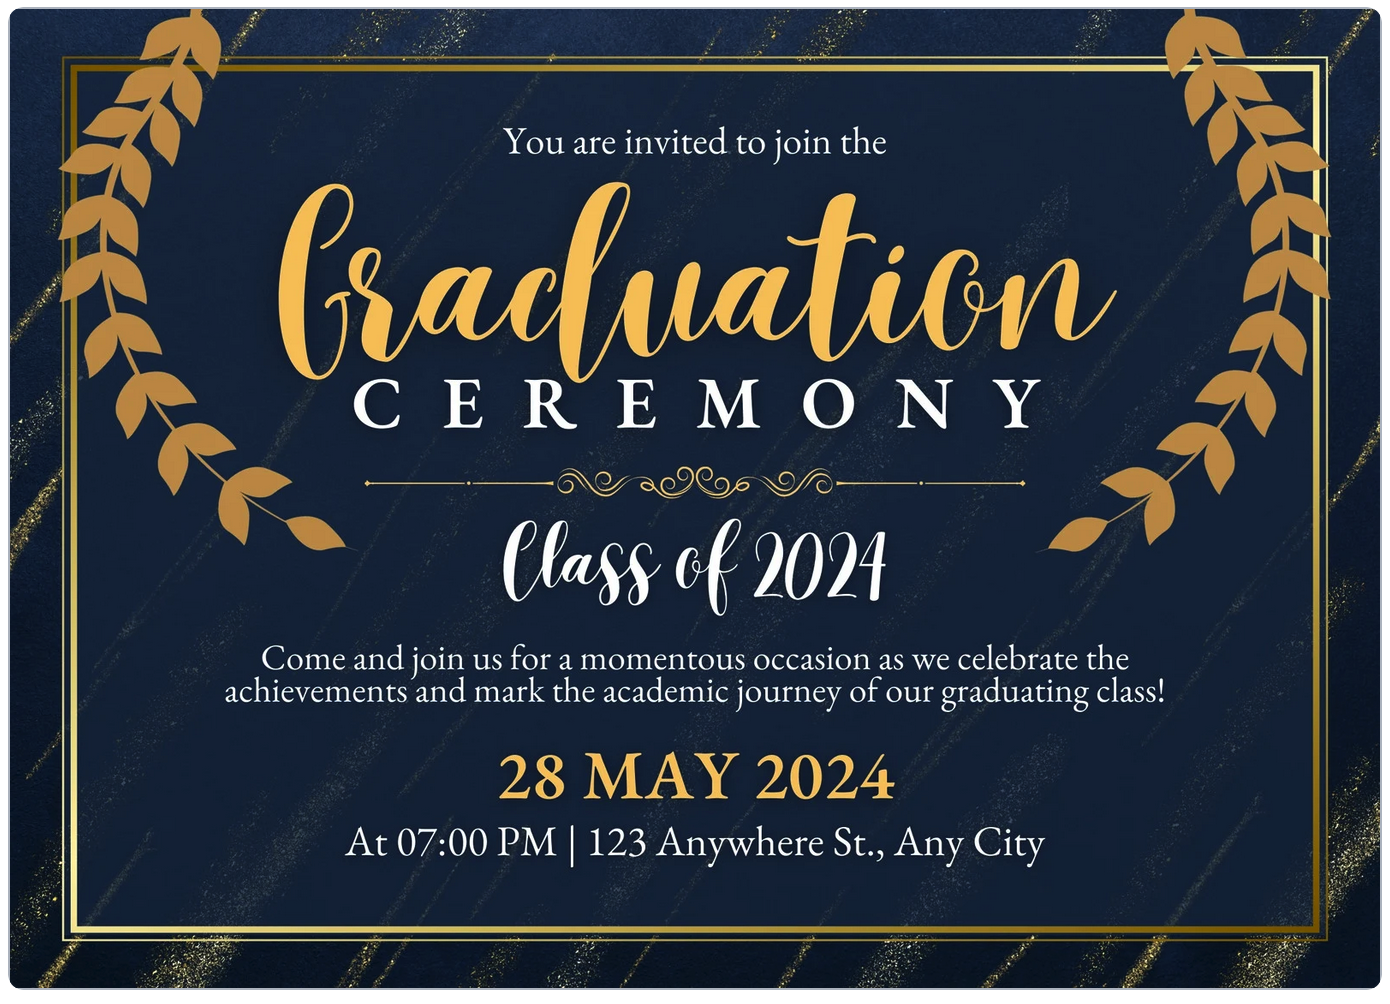 You are invited to join the
Graduation
CEREMONY
Class of 2024
Come and join us for a momentous occasion as we celebrate the
achievements and mark the academic journey of our graduating class!
28 MAY 2024
At 07:00 PM | 123 Anywhere St., Any City